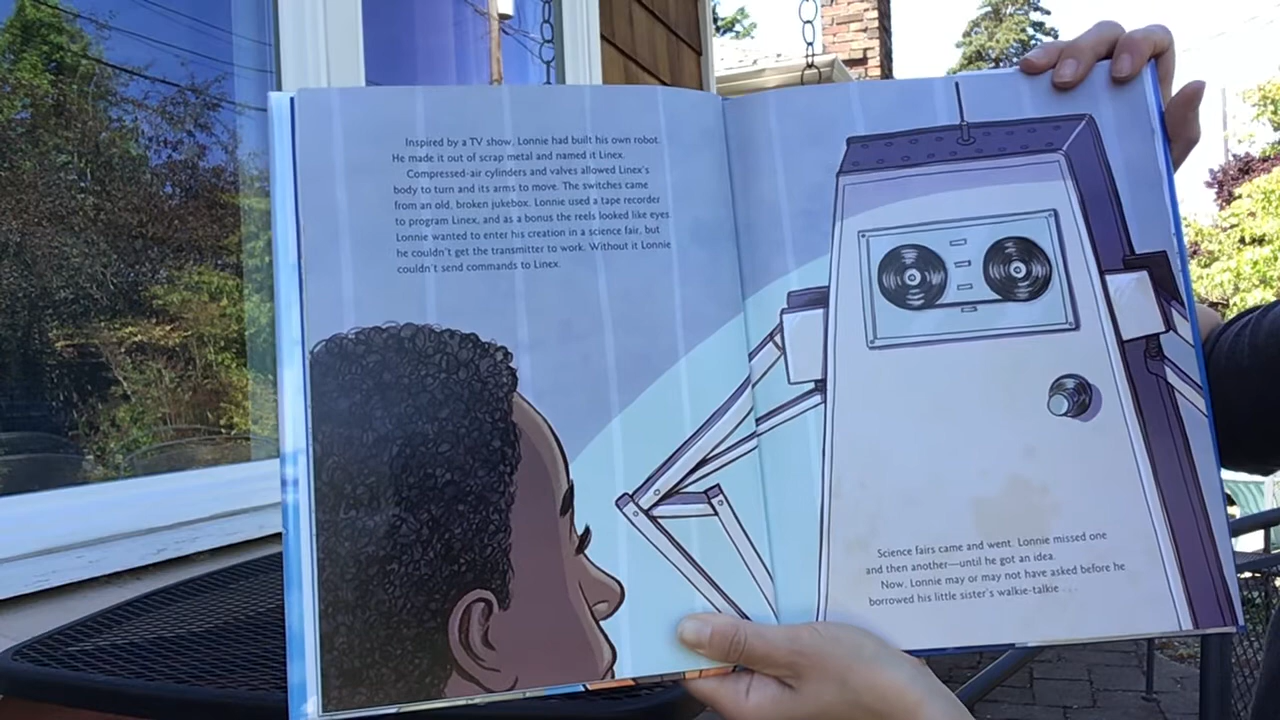 Inspired by a TV show, Lonnie had built his own robot.
He made it out of scrap metal and named it Linex.
Compressed-air cylinders and valves allowed Linex's
body to turn and its arms to move. The switches came
from an old, broken jukebox. Lonnie used a tape recorder
to program Linex, and as a bonus the reels looked like eyes.
Lonnie wanted to enter his creation in a science fair, but
he couldn't get the transmitter to work. Without it Lonnie
couldn't send commands to Linex.
Science fairs came and went. Lonnie missed one
and then another—until he got an idea.
Now, Lonnie may or may not have asked before he
borrowed his little sister's walkie-talkie . . .